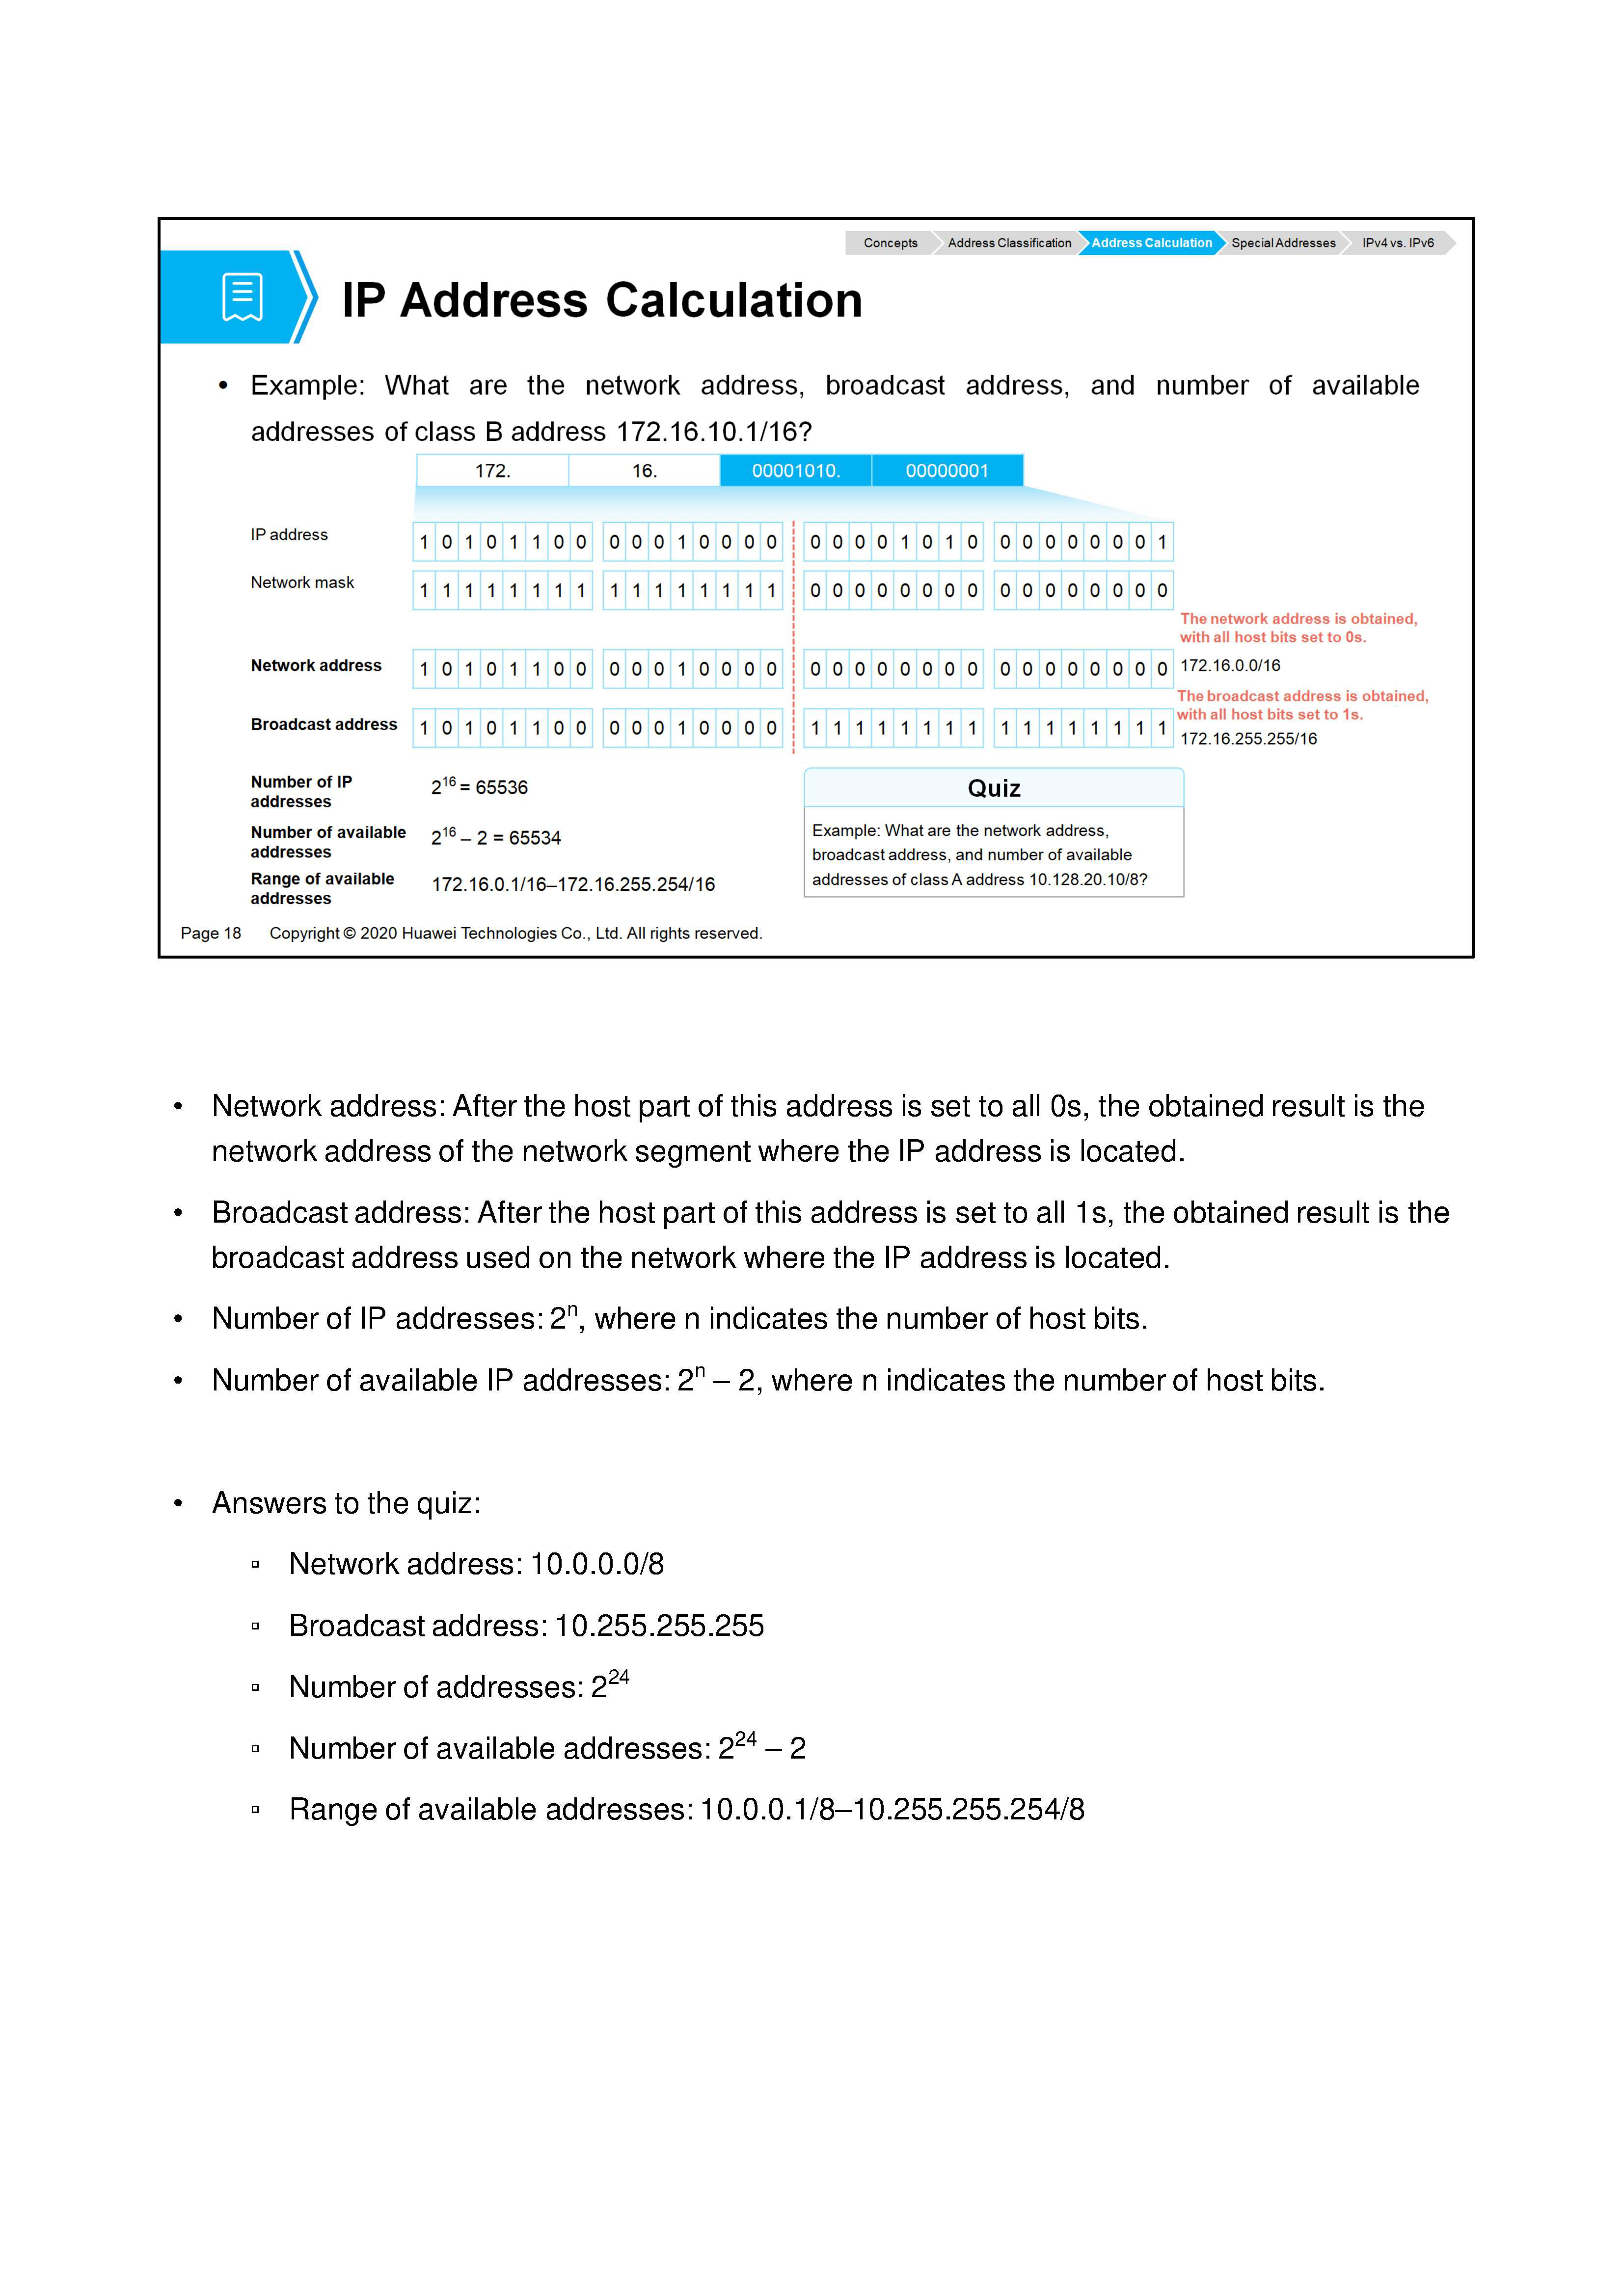 Concepts Address Classification Address Calculation Special Addresses IPv4 vs. IPv6
IP Address Calculation
• Example: What are the network address, broadcast address, and number of available
addresses of class B address 172.16.10.1/16?
172. 16. 00001010. 00000001
IP address 1 0 1 0 1 1 0 0 0 0 0 1 0 0 0 0 0 0 0 0 1 0 1 0 0 0 0 0 0 0 0 1
Network mask 1 1 1 1 1 1 1 1 1 1 1 1 1 1 1 1 0 0 0 0 0 0 0 0 0 0 0 0 0 0 0 0
The network address is obtained,
with all host bits set to 0s.
Network address 1 0 1 0 1 1 0 0 0 0 0 1 0 0 0 0 0 0 0 0 0 0 0 0 0 0 0 0 0 0 0 0 172.16.0.0/16
The broadcast address is obtained,
with all host bits set to 1s.
Broadcast address 1 0 1 0 1 1 0 0 0 0 0 1 0 0 0 0 1 1 1 1 1 1 1 1 1 1 1 1 1 1 1 1
172.16.255.255/16
Number of IP
addresses
2^16 = 65536
Number of available
addresses
2^16 – 2 = 65534
Range of available
addresses
172.16.0.1/16–172.16.255.254/16
Quiz
Example: What are the network address,
broadcast address, and number of available
addresses of class A address 10.128.20.10/8?
Page 18 Copyright © 2020 Huawei Technologies Co., Ltd. All rights reserved.
• Network address: After the host part of this address is set to all 0s, the obtained result is the
network address of the network segment where the IP address is located.
• Broadcast address: After the host part of this address is set to all 1s, the obtained result is the
broadcast address used on the network where the IP address is located.
• Number of IP addresses: 2^n, where n indicates the number of host bits.
• Number of available IP addresses: 2^n – 2, where n indicates the number of host bits.
• Answers to the quiz:
▫ Network address: 10.0.0.0/8
▫ Broadcast address: 10.255.255.255
▫ Number of addresses: 2^24
▫ Number of available addresses: 2^24 – 2
▫ Range of available addresses: 10.0.0.1/8–10.255.255.254/8